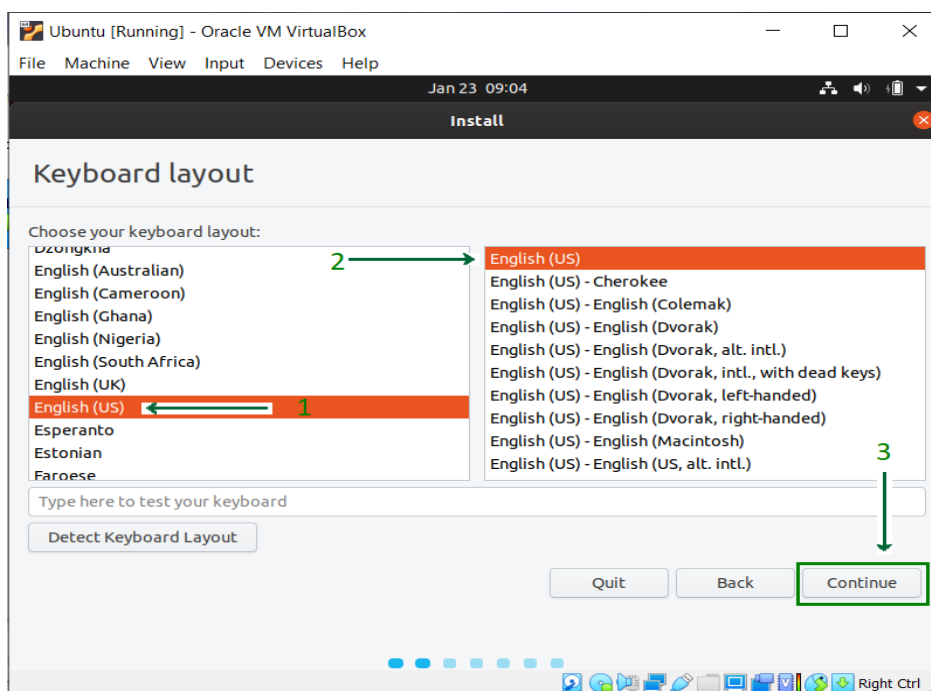 Ubuntu [Running] - Oracle VM VirtualBox
File Machine View Input Devices Help
Jan 23 09:04
Install
Keyboard layout
Choose your keyboard layout:
Dzongkha
English (Australian)
English (Cameroon)
English (Ghana)
English (Nigeria)
English (South Africa)
English (UK)
English (US)
1
Esperanto
Estonian
Faroese
2
English (US)
English (US) - Cherokee
English (US) - English (Colemak)
English (US) - English (Dvorak)
English (US) - English (Dvorak, alt. intl.)
English (US) - English (Dvorak, intl., with dead keys)
English (US) - English (Dvorak, left-handed)
English (US) - English (Dvorak, right-handed)
English (US) - English (Macintosh)
English (US) - English (US, alt. intl.)
3
Type here to test your keyboard
Detect Keyboard Layout
Quit Back Continue
Right Ctrl